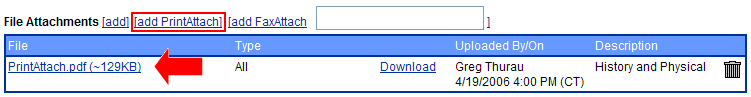 File Attachments [add] [add PrintAttach] [add FaxAttach ]
File Type Uploaded By/On Description
PrintAttach.pdf (~129KB) All Download Greg Thurau History and Physical
4/19/2006 4:00 PM (CT)